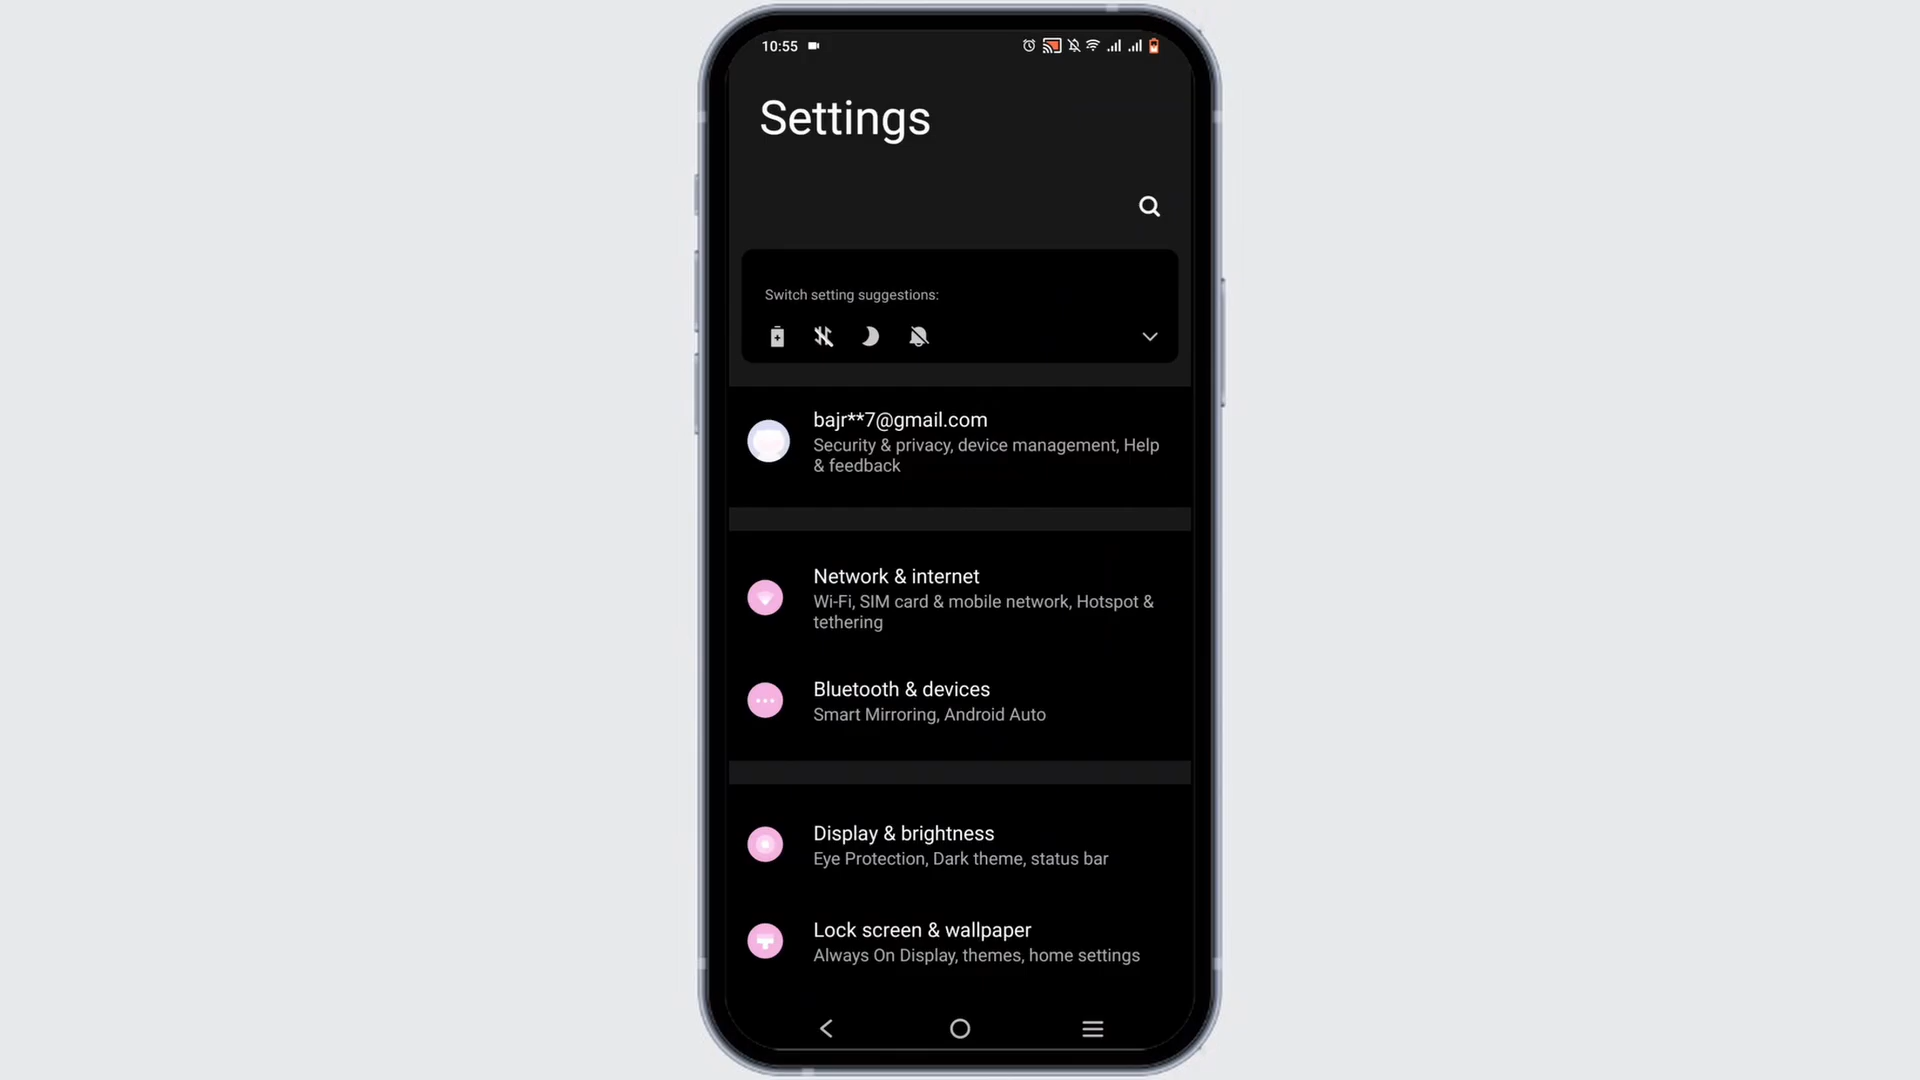 10:55
Settings
Switch setting suggestions:
bajr**7@gmail.com
Security & privacy, device management, Help
& feedback
Network & internet
Wi-Fi, SIM card & mobile network, Hotspot &
tethering
Bluetooth & devices
Smart Mirroring, Android Auto
Display & brightness
Eye Protection, Dark theme, status bar
Lock screen & wallpaper
Always On Display, themes, home settings